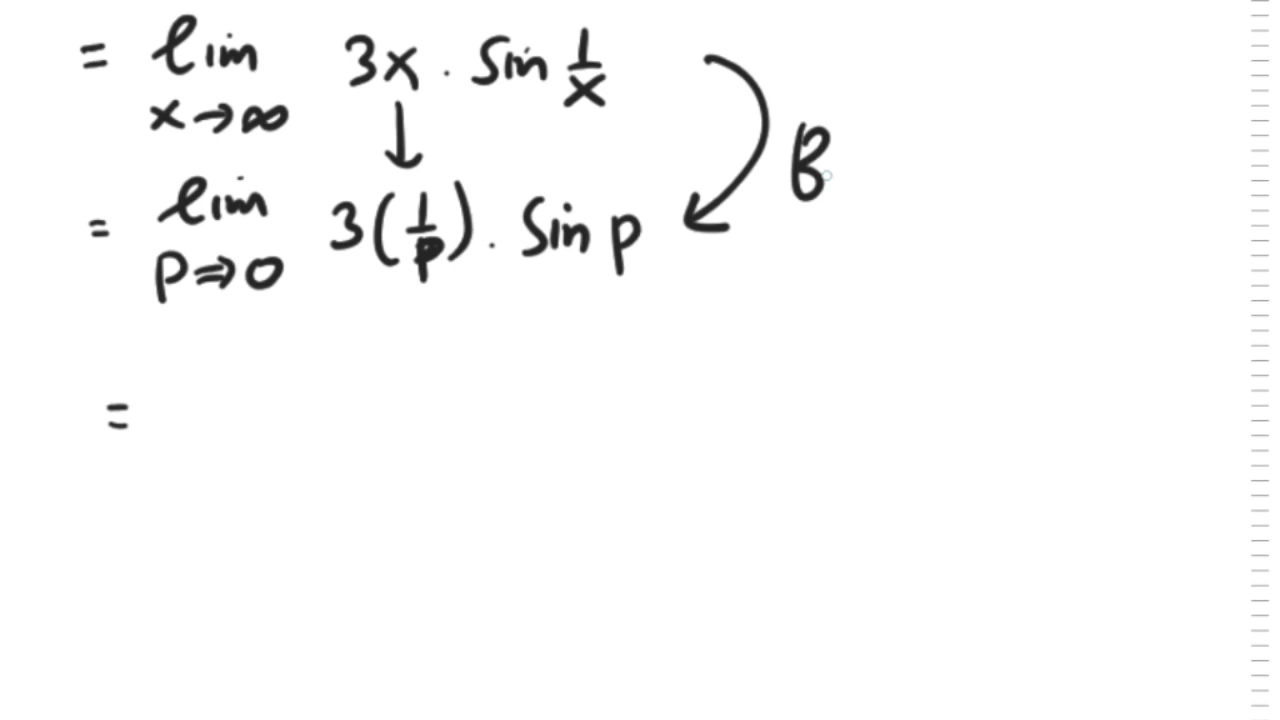 = lim 3x · sin 1/x
x→∞
B
= lim 3(1/p) · sin p
p⇒0
=